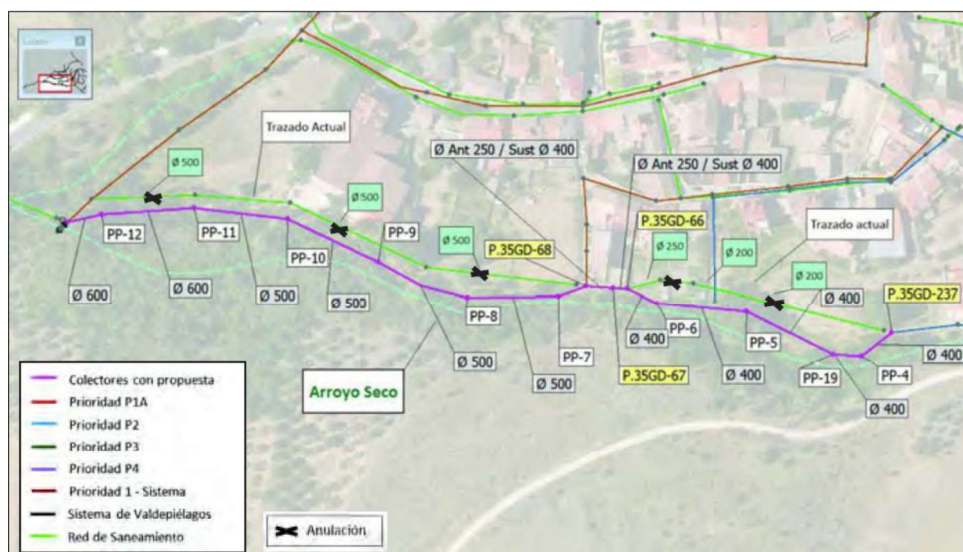 Trazado Actual
Ø 500
Ø Ant 250 / Sust Ø 400
Ø Ant 250 / Sust Ø 400
Ø 500
P.35GD-66
Trazado actual
PP-12
PP-11
PP-9
Ø 500
P.35GD-68
Ø 250
Ø 200
PP-10
Ø 200
Ø 400
P.35GD-237
Ø 600
Ø 600
Ø 500
Ø 500
PP-8
Ø 400
PP-6
PP-5
PP-7
Ø 500
Ø 500
P.35GD-67
Ø 400
PP-19
PP-4
Ø 400
Ø 400
Arroyo Seco
Colectores con propuesta
Prioridad P1A
Prioridad P2
Prioridad P3
Prioridad P4
Prioridad 1 - Sistema
Sistema de Valdepiélagos
Red de Saneamiento
Anulación